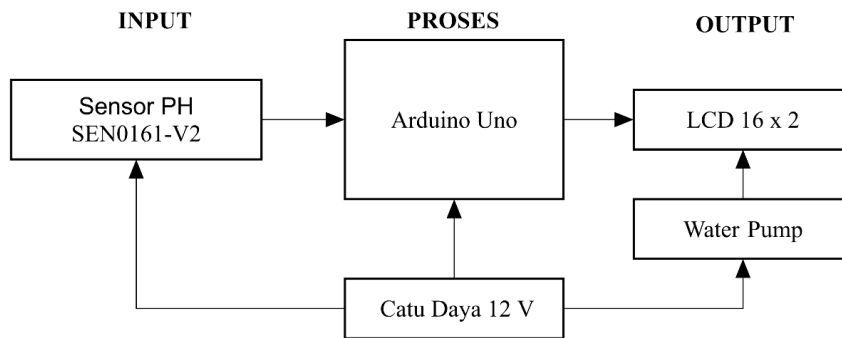 INPUT
PROSES
OUTPUT
Sensor PH
SEN0161-V2
Arduino Uno
LCD 16 x 2
Water Pump
Catu Daya 12 V